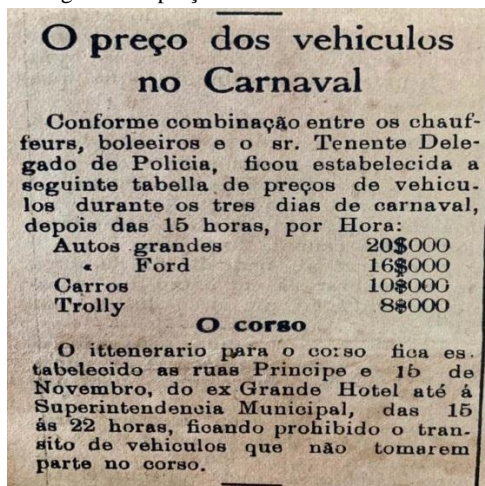 O preço dos vehiculos
no Carnaval
Conforme combinação entre os chauf-
feurs, boleeiros e o sr. Tenente Dele-
gado de Policia, ficou estabelecida a
seguinte tabella de preços de vehicu-
los durante os tres dias de carnaval,
depois das 15 horas, por Hora:
Autos grandes 20$000
« Ford 16$000
Carros 10$000
Trolly 8$000
O corso
O ittenerario para o corso fica es.
tabelecido as ruas Principe e 15 de
Novembro, do ex Grande Hotel até á
Superintendencia Municipal, das 15
ás 22 horas, ficando prohibido o tran-
sito de vehiculos que não tomarem
parte no corso.